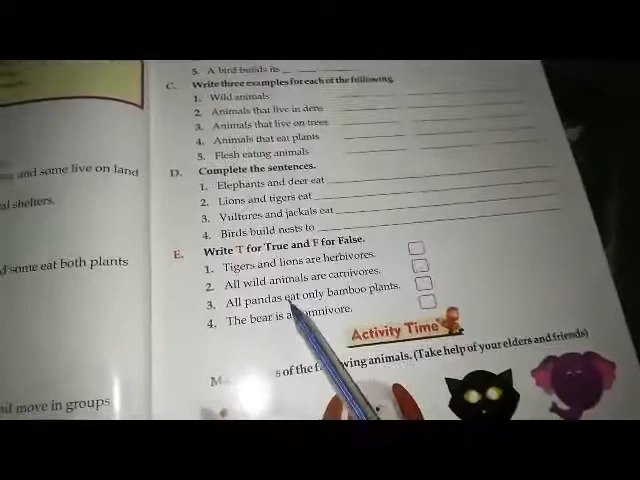 5. A bird builds its
C. Write three examples for each of the following.
1. Wild animals
2. Animals that live in dens
3. Animals that live on trees
4. Animals that eat plants
5. Flesh eating animals
D. Complete the sentences.
1. Elephants and deer eat
2. Lions and tigers eat
3. Vultures and jackals eat
4. Birds build nests to
E. Write T for True and F for False.
1. Tigers and lions are herbivores.
2. All wild animals are carnivores.
3. All pandas eat only bamboo plants.
4. The bear is omnivore.
Activity Time
s of the wing animals. (Take help of your elders and friends)
and some live on land
al shelters.
d some eat both plants
nd move in groups